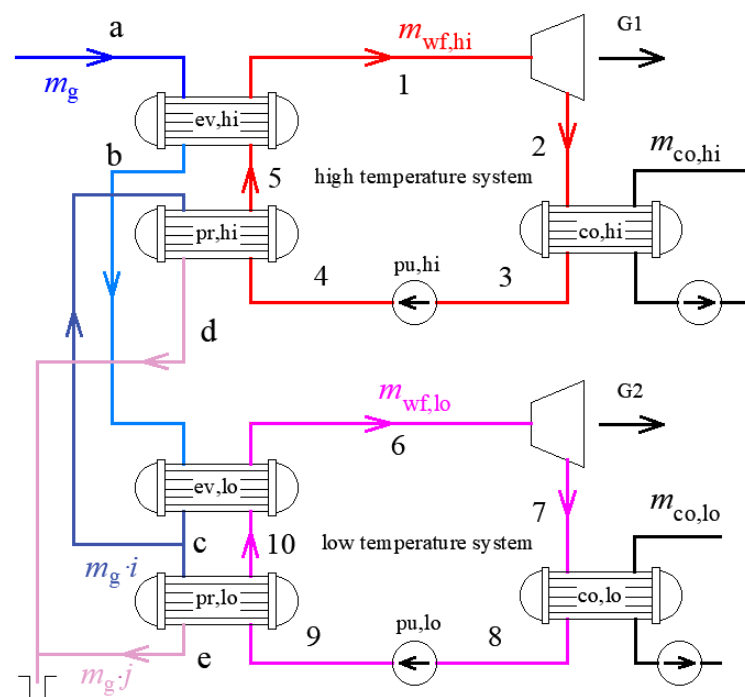 a
m_wf,hi
G1
m_g
1
ev,hi
b
2
m_co,hi
5
high temperature system
pr,hi
co,hi
pu,hi
4
3
d
m_wf,lo
G2
6
ev,lo
7
m_co,lo
c
10
low temperature system
m_g·i
pr,lo
co,lo
pu,lo
9
8
e
m_g·j